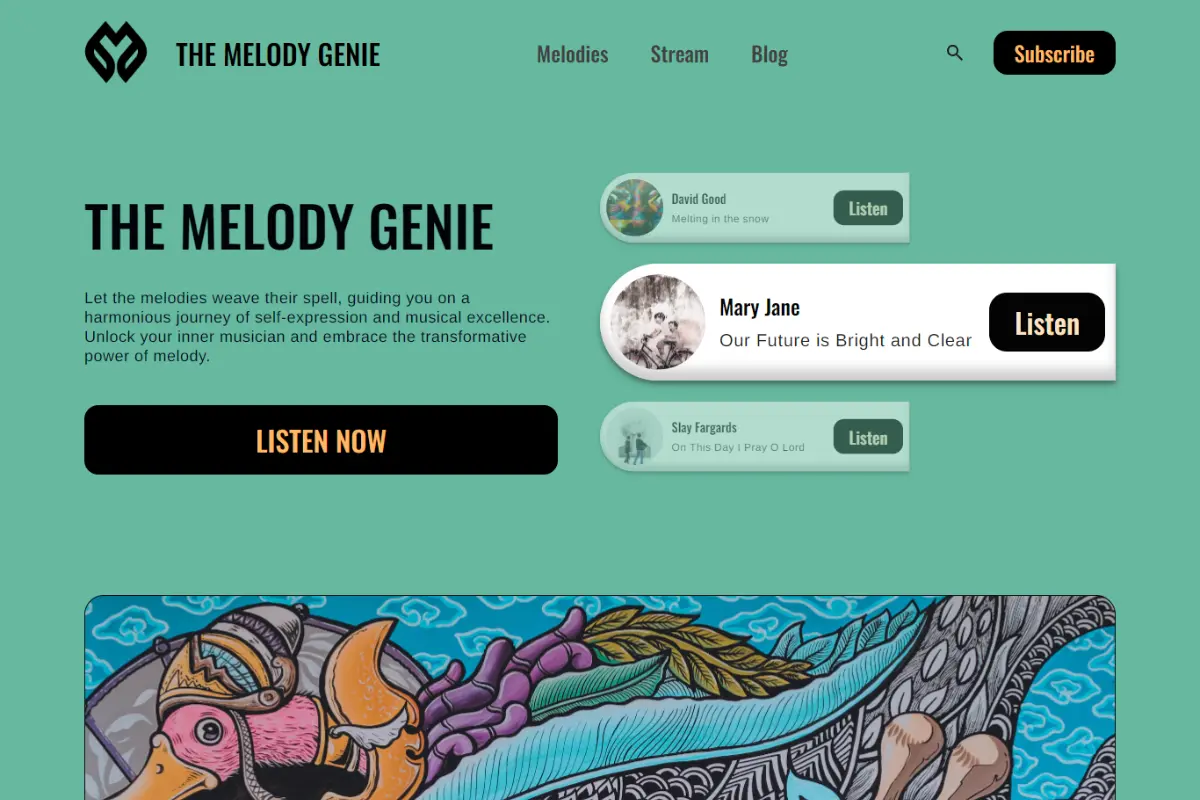 THE MELODY GENIE
Melodies
Stream
Blog
Subscribe
THE MELODY GENIE
Let the melodies weave their spell, guiding you on a
harmonious journey of self-expression and musical excellence.
Unlock your inner musician and embrace the transformative
power of melody.
LISTEN NOW
David Good
Melting in the snow
Listen
Mary Jane
Our Future is Bright and Clear
Listen
Slay Fargards
On This Day I Pray O Lord
Listen